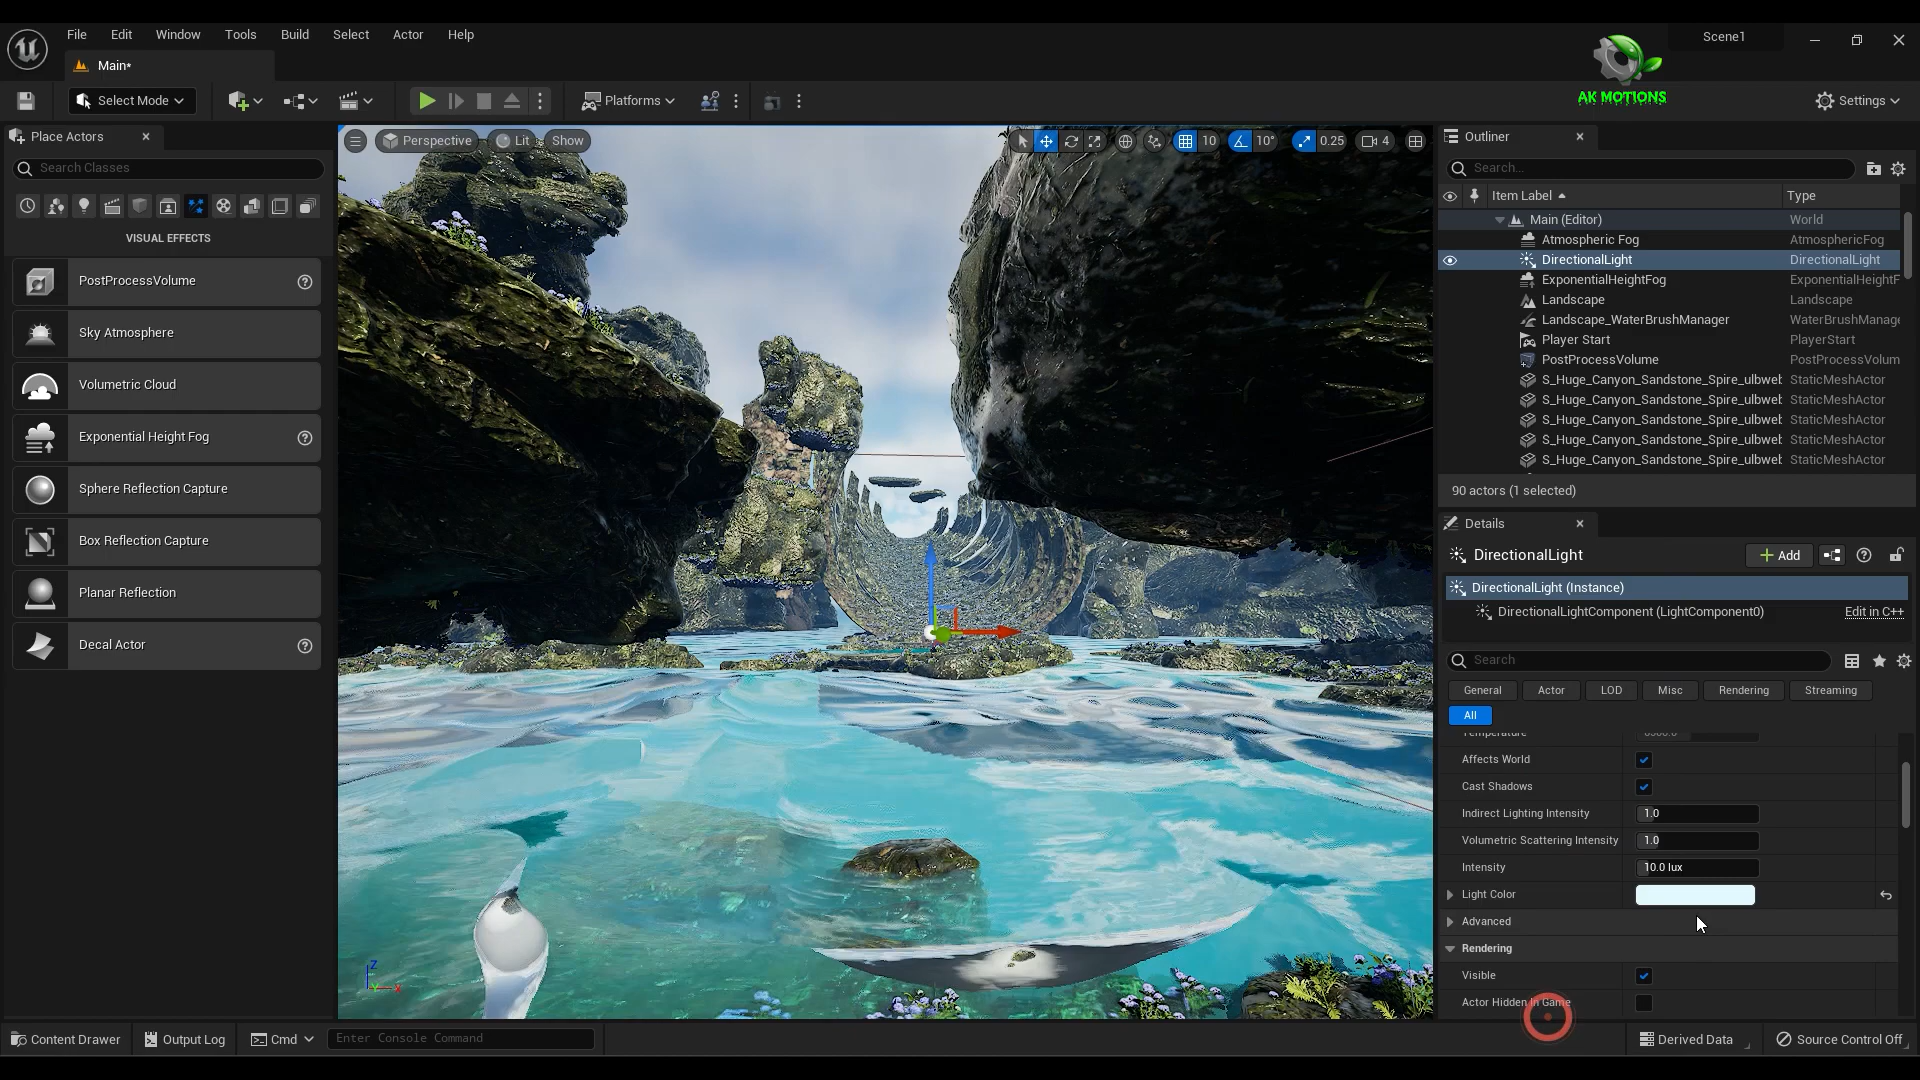 File Edit Window Tools Build Select Actor Help
Scene1
Main*
AK MOTIONS
Select Mode
Platforms
Settings
Place Actors
Search Classes
VISUAL EFFECTS
PostProcessVolume
Sky Atmosphere
Volumetric Cloud
Exponential Height Fog
Sphere Reflection Capture
Box Reflection Capture
Planar Reflection
Decal Actor
Perspective Lit Show
10 10° 0.25 4
Outliner
Search...
Item Label Type
Main (Editor) World
Atmospheric Fog AtmosphericFog
DirectionalLight DirectionalLight
ExponentialHeightFog ExponentialHeightF
Landscape Landscape
Landscape_WaterBrushManager WaterBrushManage
Player Start PlayerStart
PostProcessVolume PostProcessVolum
S_Huge_Canyon_Sandstone_Spire_ulbweb StaticMeshActor
S_Huge_Canyon_Sandstone_Spire_ulbweb StaticMeshActor
S_Huge_Canyon_Sandstone_Spire_ulbweb StaticMeshActor
S_Huge_Canyon_Sandstone_Spire_ulbweb StaticMeshActor
S_Huge_Canyon_Sandstone_Spire_ulbweb StaticMeshActor
90 actors (1 selected)
Details
DirectionalLight
Add
DirectionalLight (Instance)
DirectionalLightComponent (LightComponent0) Edit in C++
Search
General Actor LOD Misc Rendering Streaming
All
Temperature
Affects World
Cast Shadows
Indirect Lighting Intensity 1.0
Volumetric Scattering Intensity 1.0
Intensity 10.0 lux
Light Color
Advanced
Rendering
Visible
Actor Hidden In Game
Z
X
Content Drawer Output Log Cmd Enter Console Command Derived Data Source Control Off